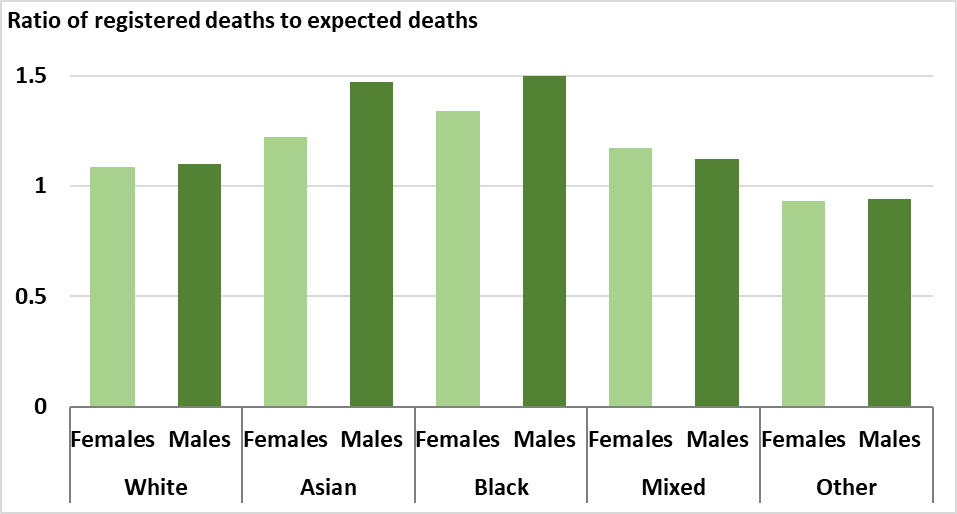 Ratio of registered deaths to expected deaths
1.5
1
0.5
0
Females Males Females Males Females Males Females Males Females Males
White Asian Black Mixed Other